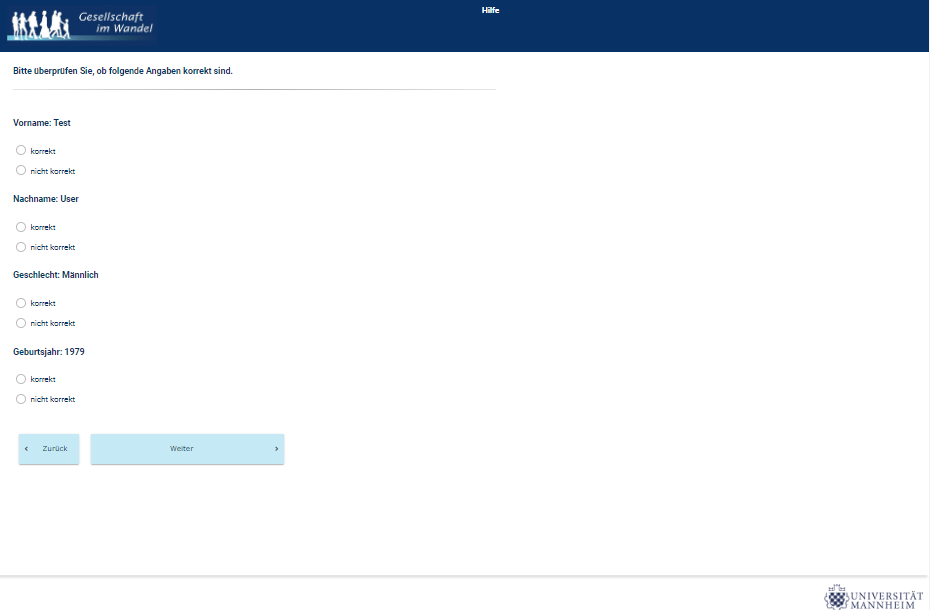 Gesellschaft
im Wandel
Hilfe
Bitte überprüfen Sie, ob folgende Angaben korrekt sind.
Vorname: Test
korrekt
nicht korrekt
Nachname: User
korrekt
nicht korrekt
Geschlecht: Männlich
korrekt
nicht korrekt
Geburtsjahr: 1979
korrekt
nicht korrekt
‹ Zurück
Weiter ›
UNIVERSITÄT
MANNHEIM